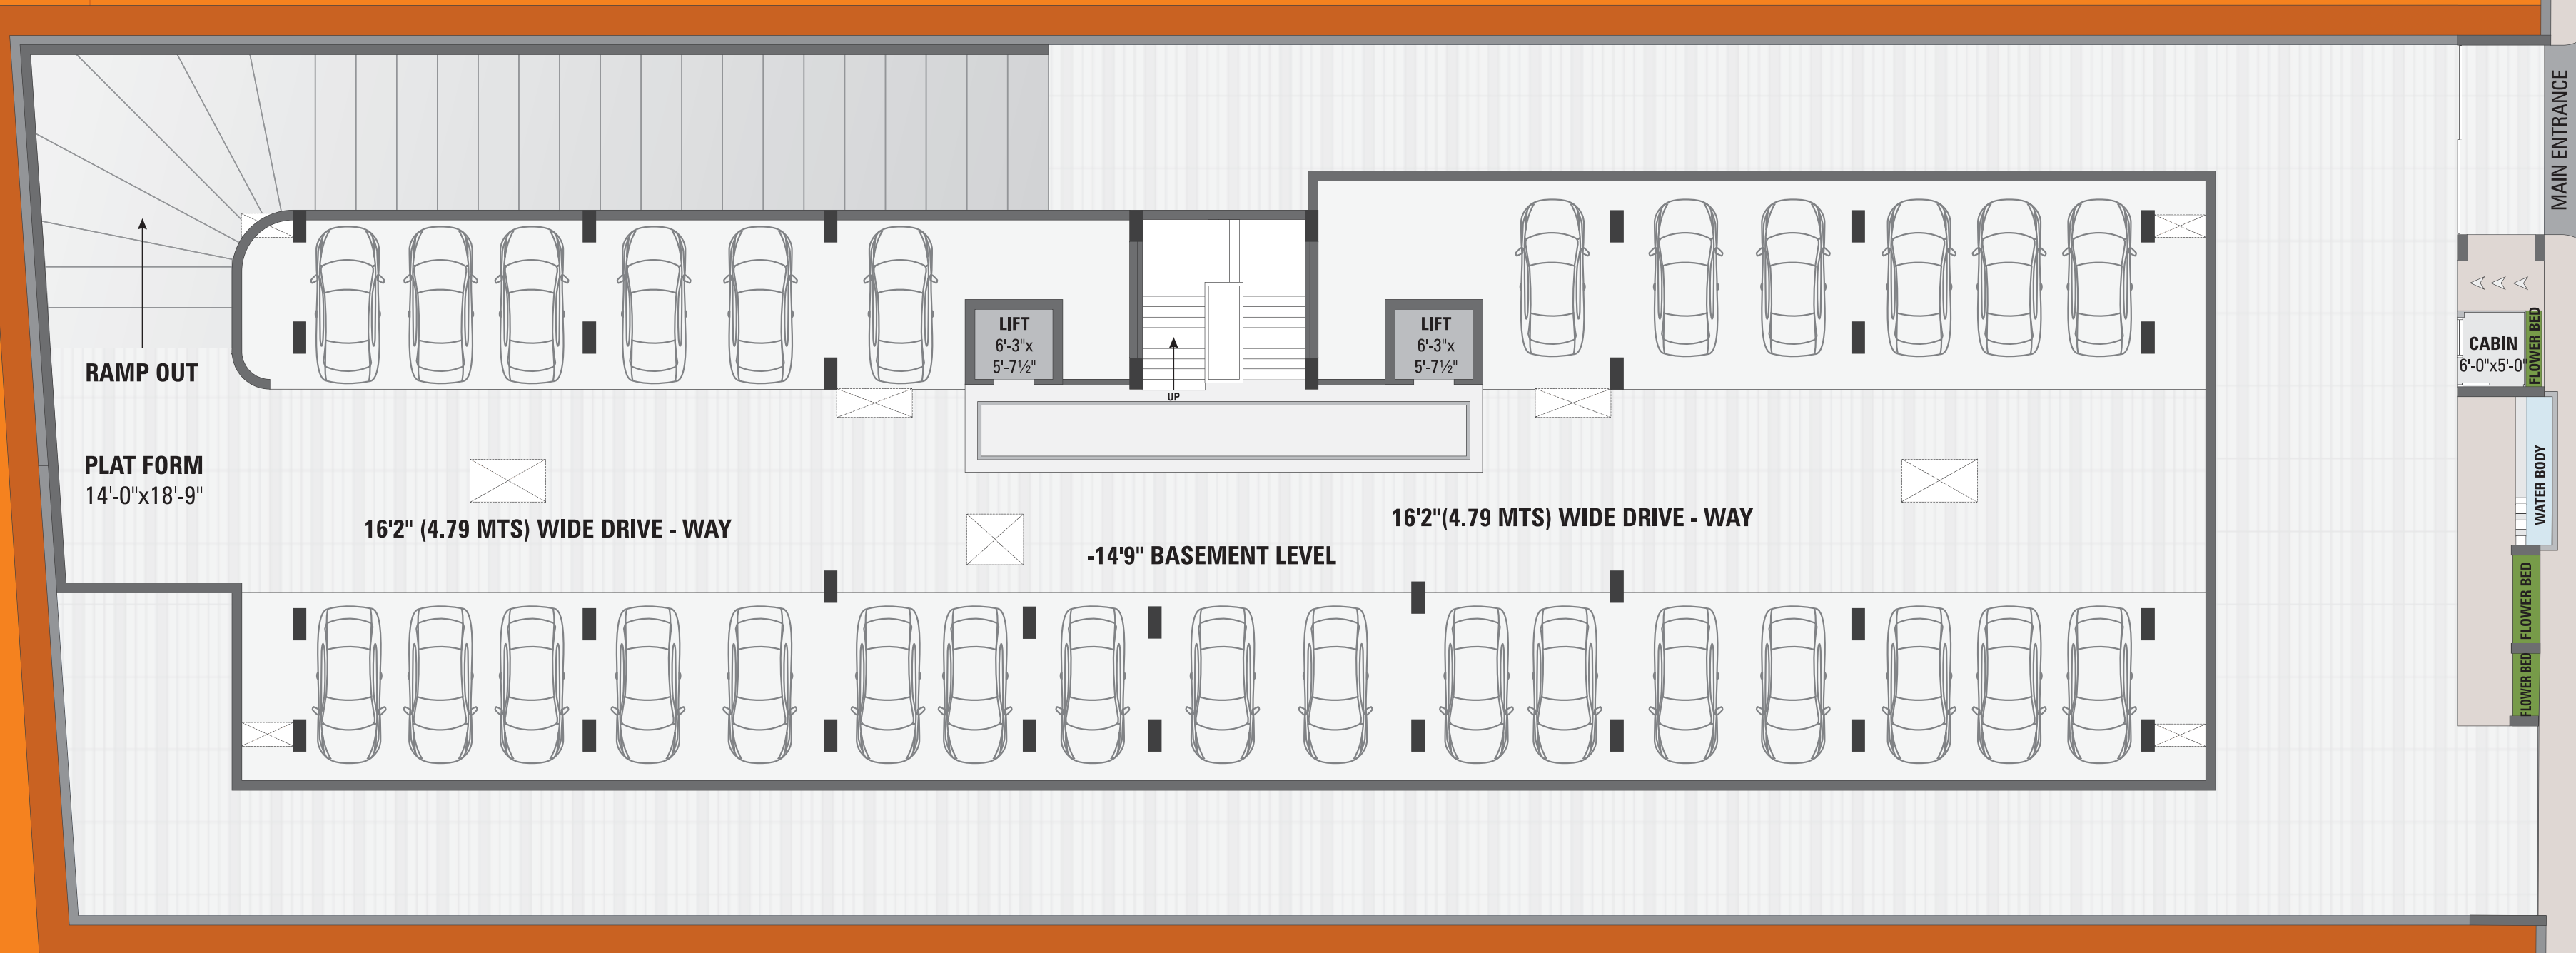 MAIN ENTRANCE
LIFT
6'-3"x
5'-7½"
LIFT
6'-3"x
5'-7½"
FLOWER BED
CABIN
6'-0"x5'-0"
RAMP OUT
UP
PLAT FORM
14'-0"x18'-9"
WATER BODY
16'2" (4.79 MTS) WIDE DRIVE - WAY
16'2"(4.79 MTS) WIDE DRIVE - WAY
-14'9" BASEMENT LEVEL
FLOWER BED
FLOWER BED